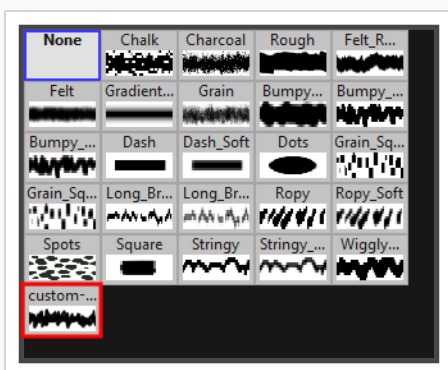 None Chalk Charcoal Rough Felt_R...
Felt Gradient... Grain Bumpy... Bumpy_...
Bumpy_... Dash Dash_Soft Dots Grain_Sq...
Grain_Sq... Long_Br... Long_Br... Ropy Ropy_Soft
Spots Square Stringy Stringy_... Wiggly...
custom-...